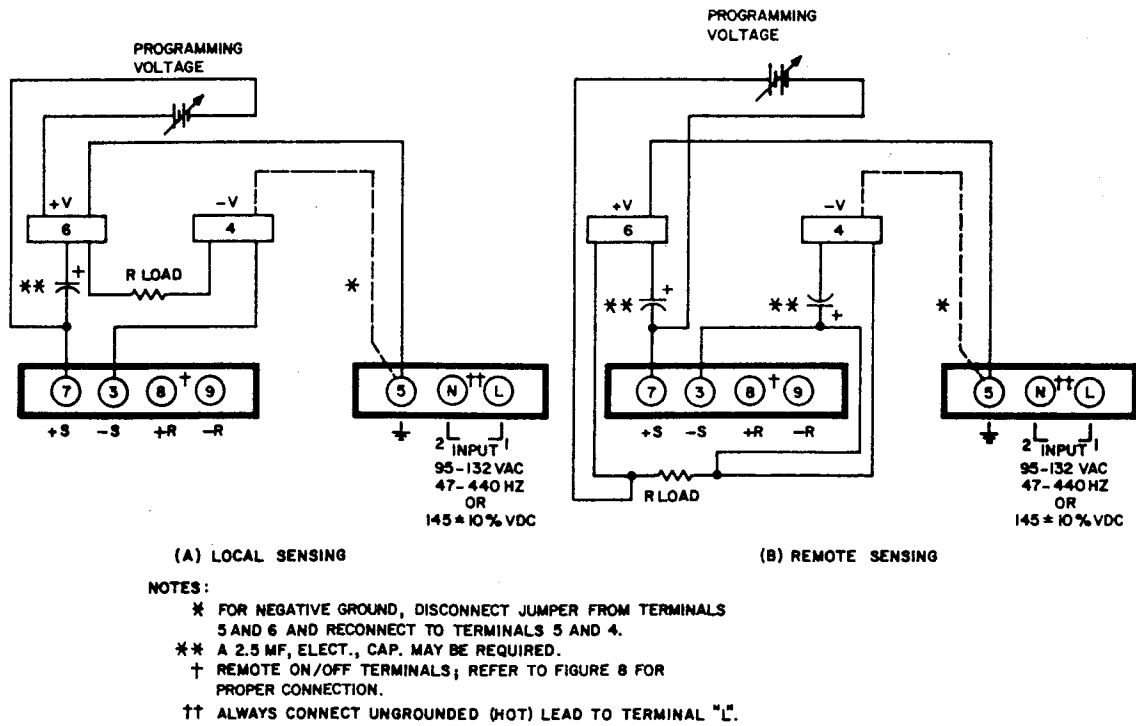 PROGRAMMING
VOLTAGE
+V
6
-V
4
** +
R LOAD
*
7 3 8 † 9
+S -S +R -R
5 N †† L
2 INPUT 1
95-132 VAC
47-440 HZ
OR
145 ± 10% VDC
(A) LOCAL SENSING
PROGRAMMING
VOLTAGE
+V
6
-V
4
** +
** +
*
7 3 8 † 9
+S -S +R -R
R LOAD
5 N †† L
2 INPUT 1
95-132 VAC
47-440 HZ
OR
145 ± 10% VDC
(B) REMOTE SENSING
NOTES:
* FOR NEGATIVE GROUND, DISCONNECT JUMPER FROM TERMINALS
5 AND 6 AND RECONNECT TO TERMINALS 5 AND 4.
** A 2.5 MF, ELECT., CAP. MAY BE REQUIRED.
† REMOTE ON/OFF TERMINALS; REFER TO FIGURE 8 FOR
PROPER CONNECTION.
†† ALWAYS CONNECT UNGROUNDED (HOT) LEAD TO TERMINAL "L".